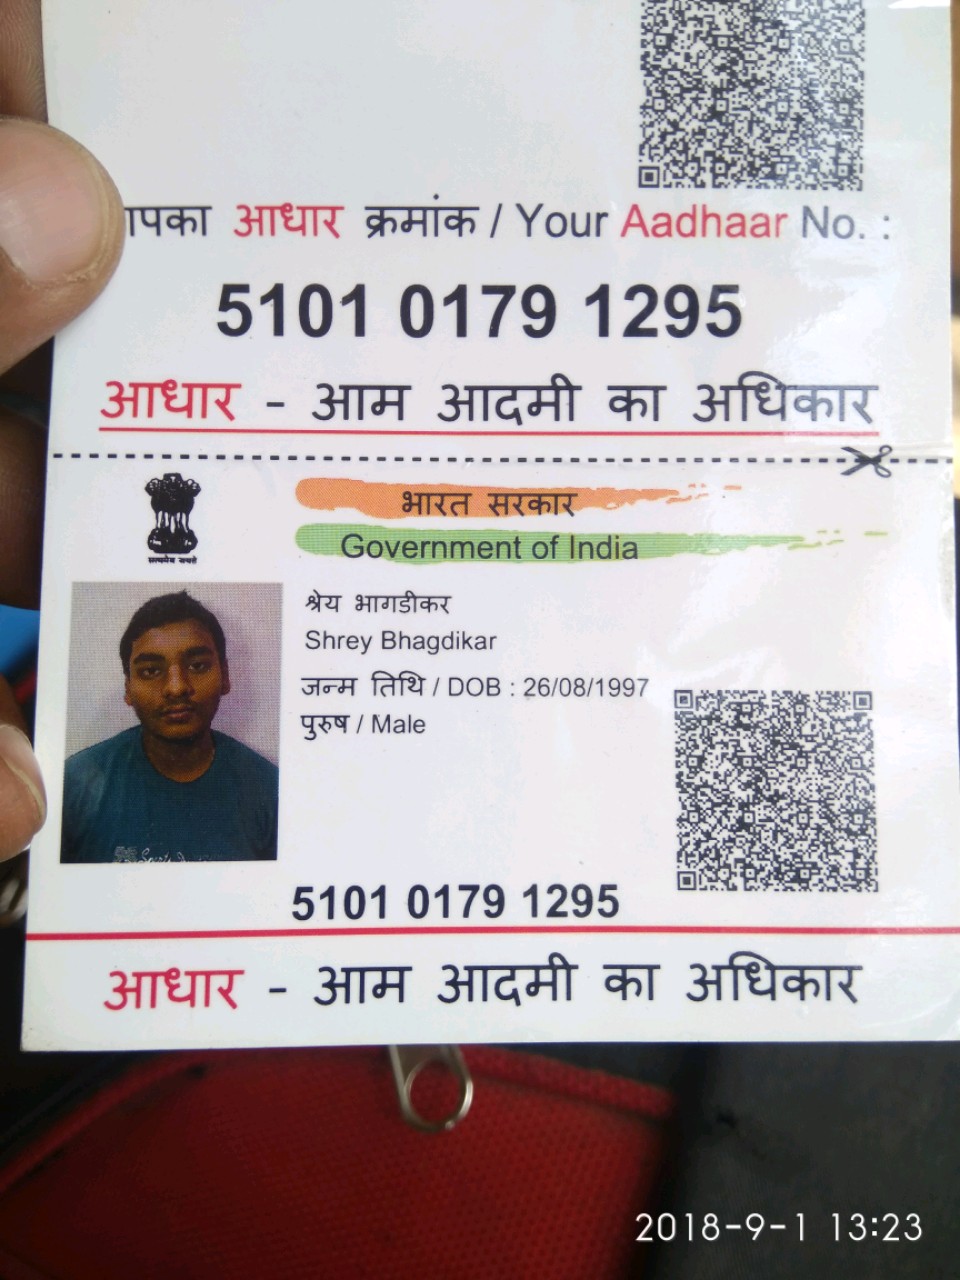 आपका आधार क्रमांक / Your Aadhaar No. :
5101 0179 1295
आधार - आम आदमी का अधिकार
सत्यमेव जयते
भारत सरकार
Government of India
श्रेय भागडीकर
Shrey Bhagdikar
जन्म तिथि / DOB : 26/08/1997
पुरुष / Male
5101 0179 1295
आधार - आम आदमी का अधिकार
2018-9-1 13:23